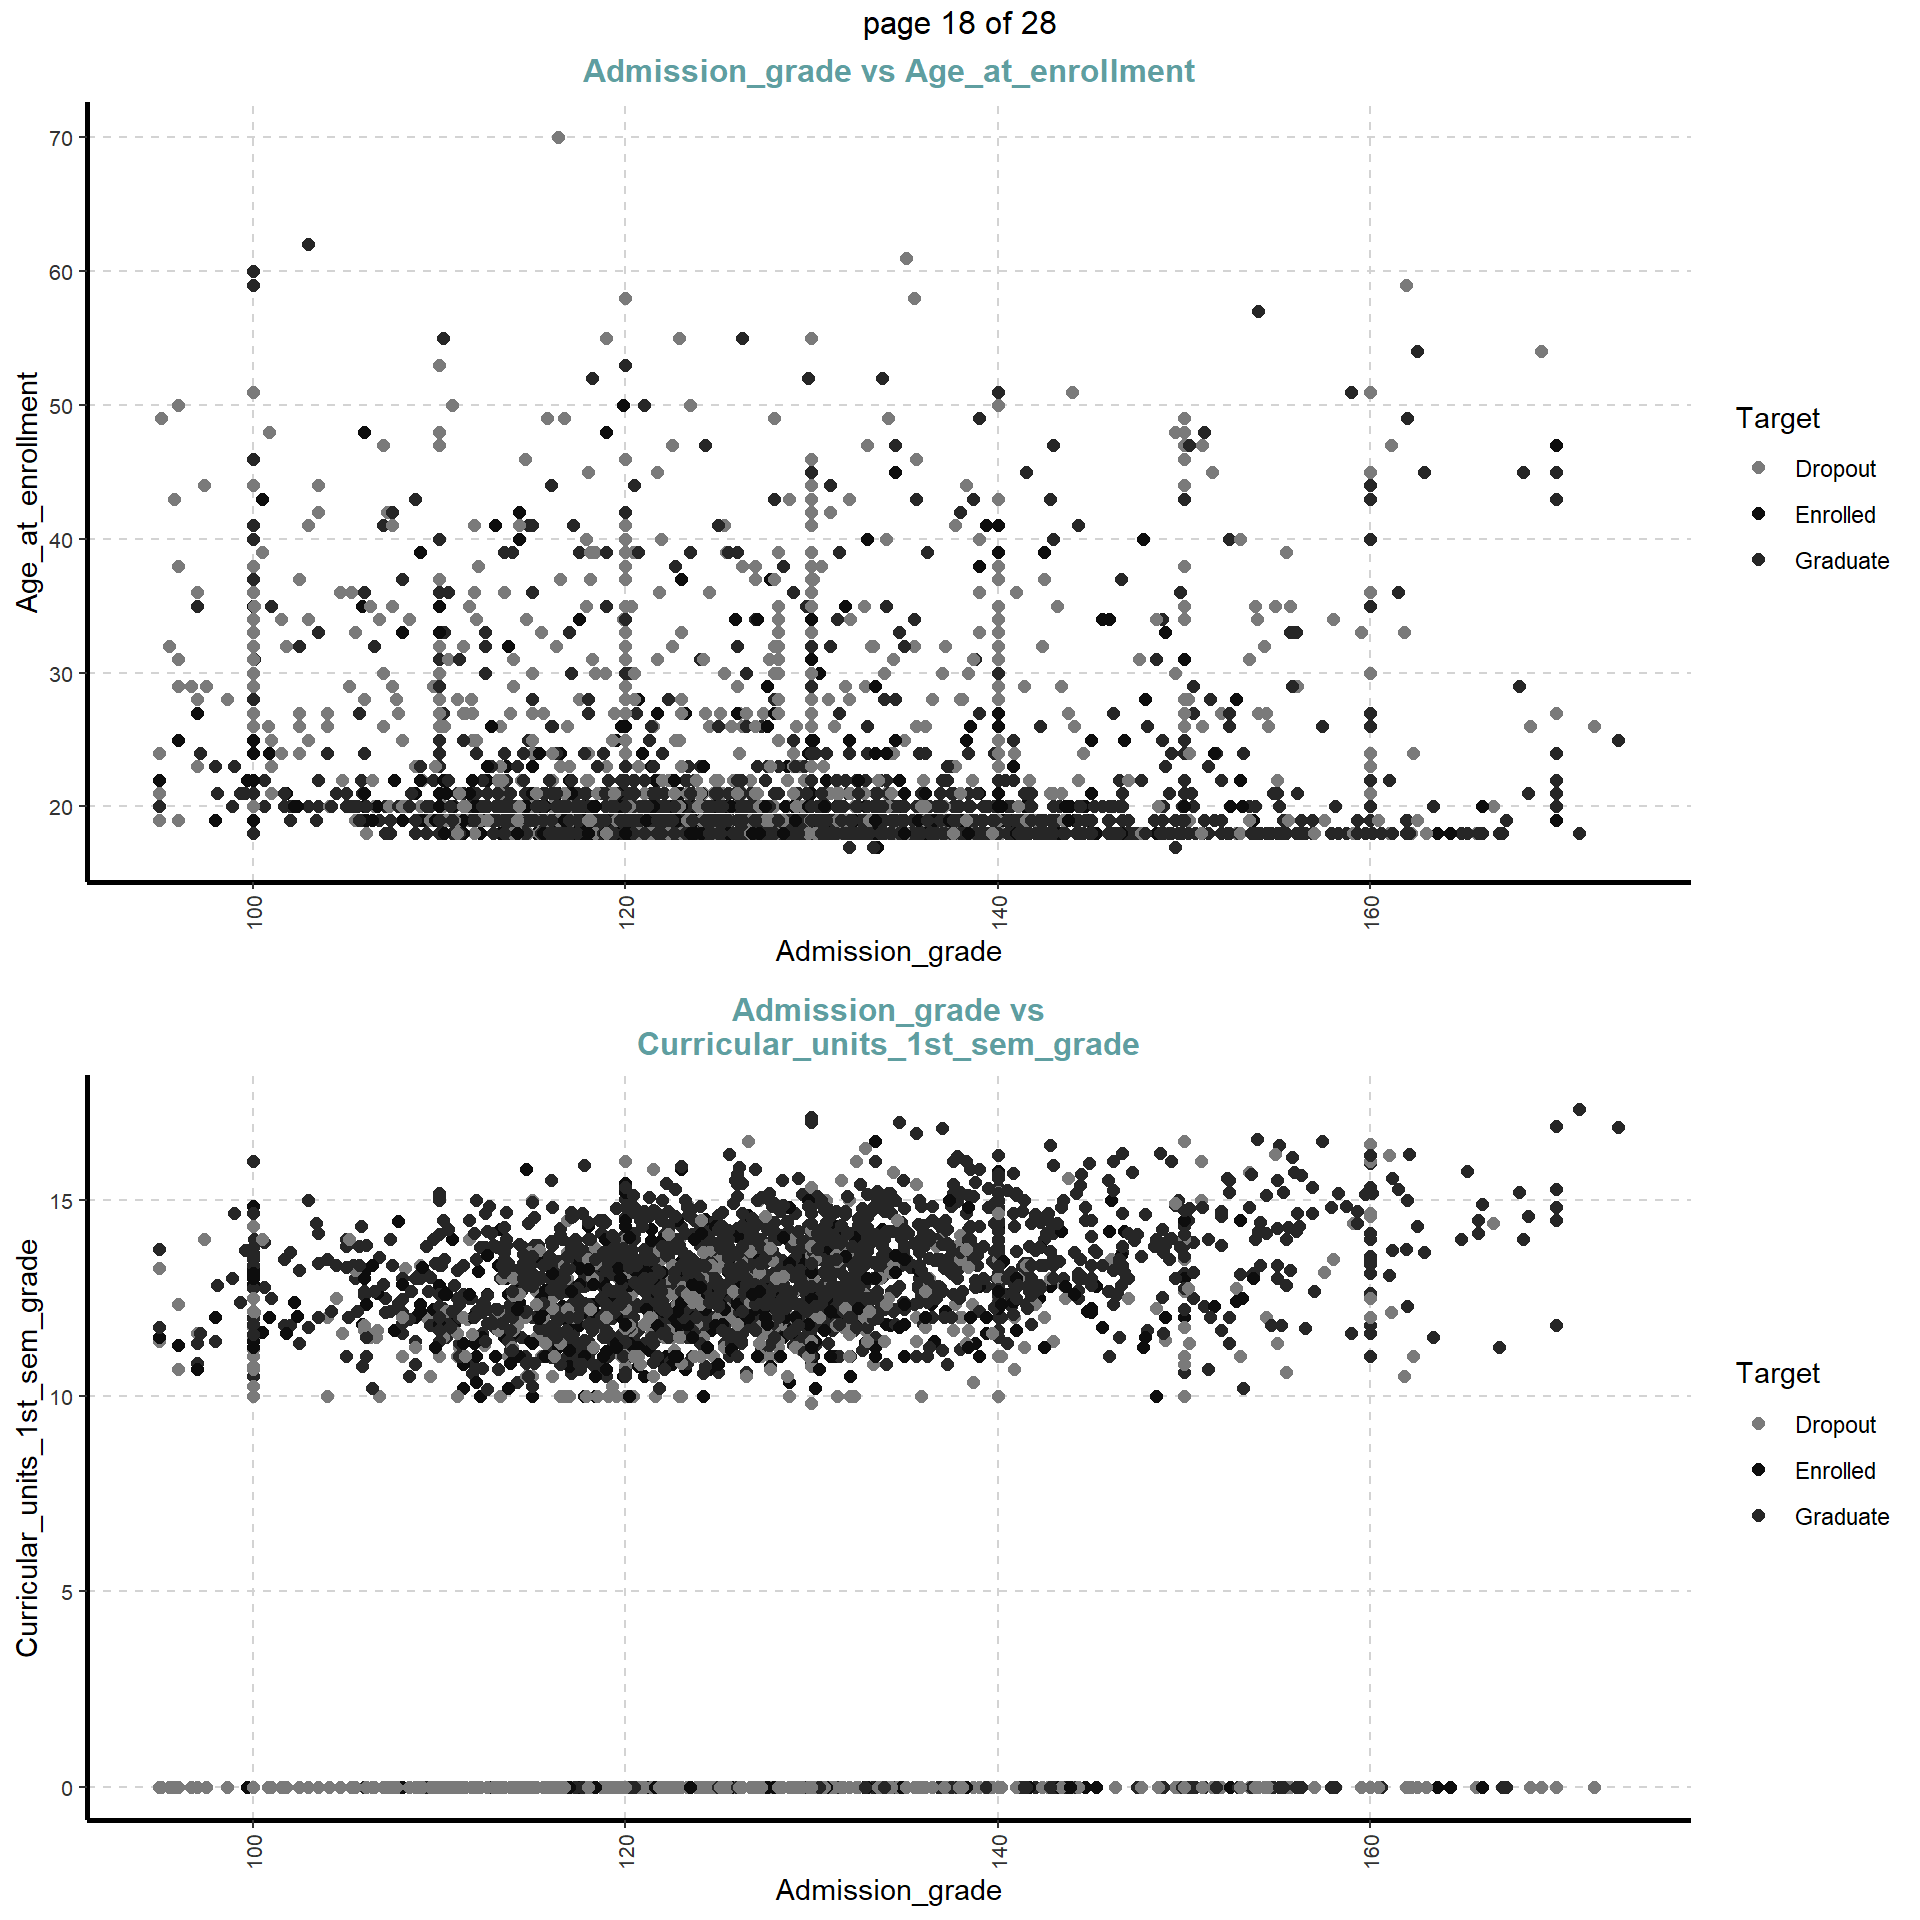 page 18 of 28
Admission_grade vs Age_at_enrollment
70
60
50
40
30
20
Age_at_enrollment
100
120
140
160
Admission_grade
Target
Dropout
Enrolled
Graduate
Admission_grade vs
Curricular_units_1st_sem_grade
15
10
5
0
Curricular_units_1st_sem_grade
100
120
140
160
Admission_grade
Target
Dropout
Enrolled
Graduate